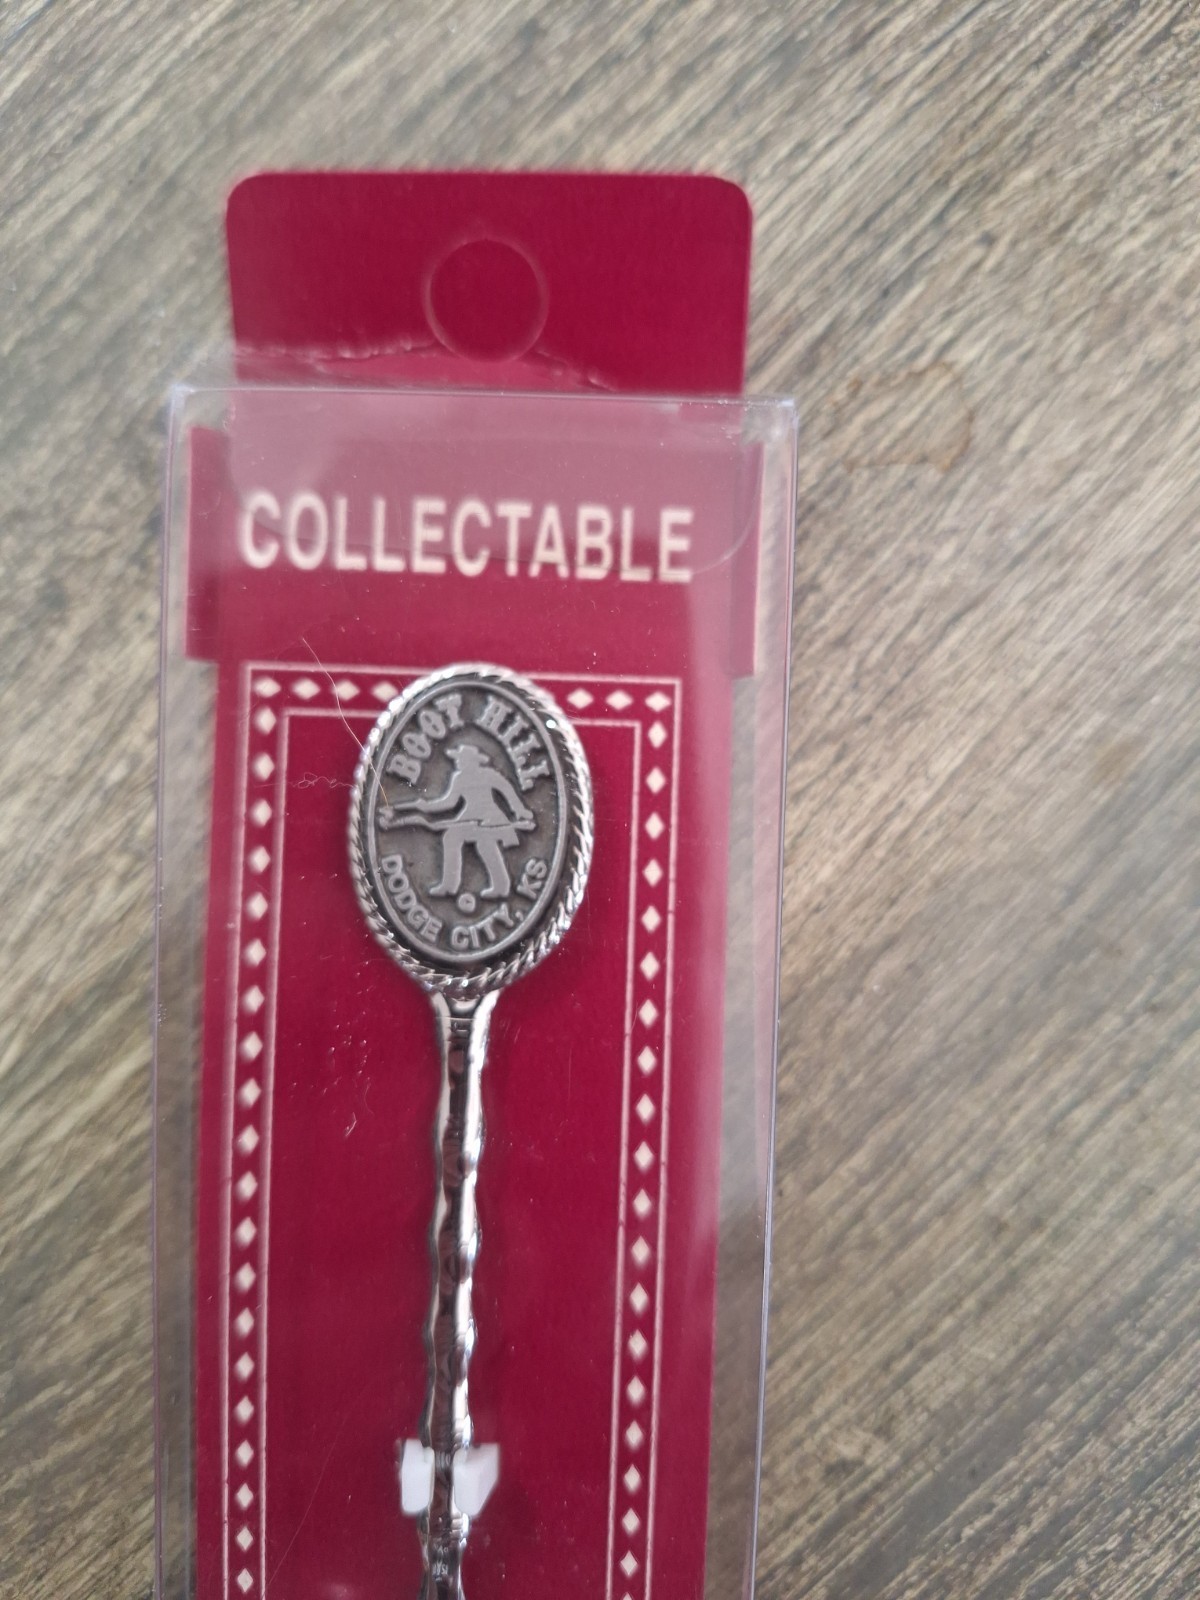 COLLECTABLE
BOOT HILL
DODGE CITY, KS